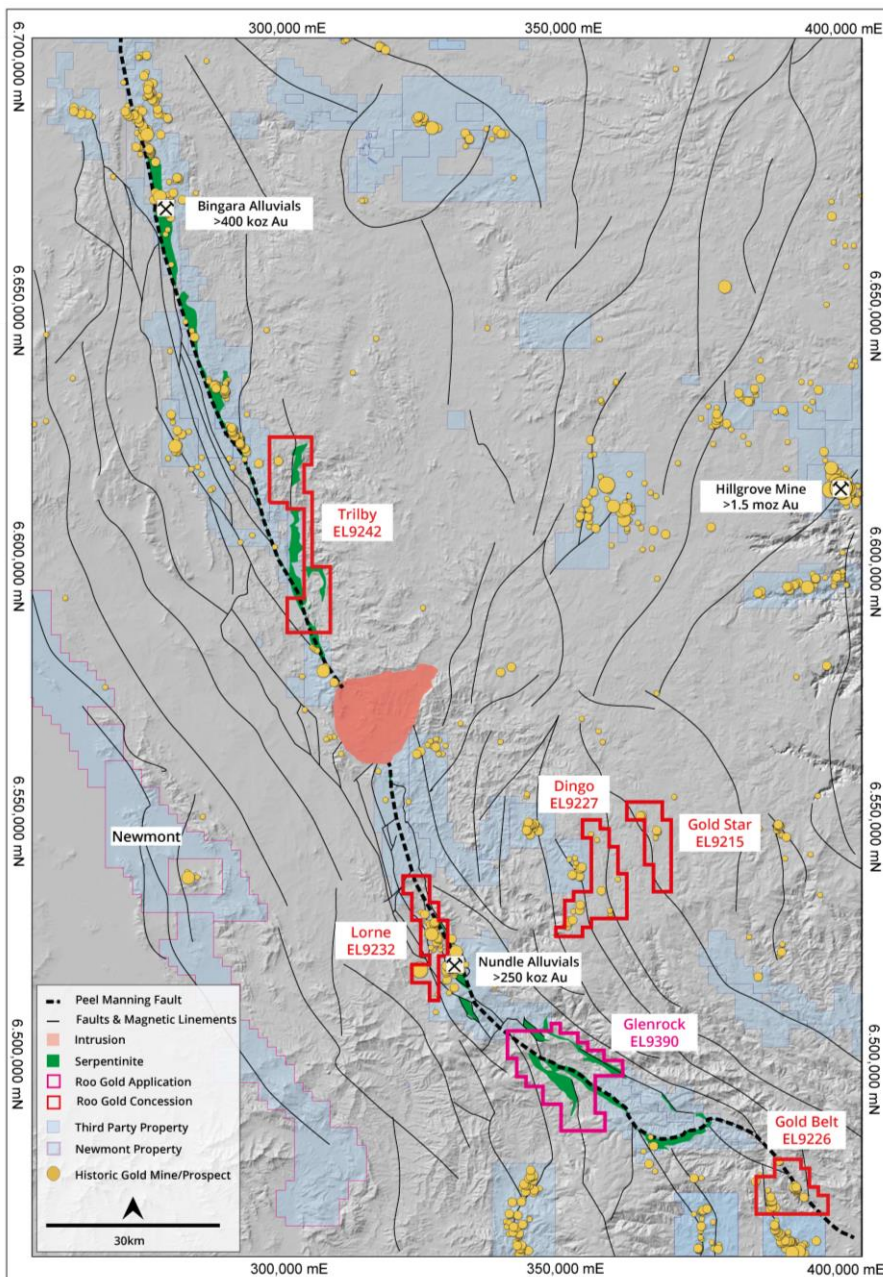 300,000 mE
350,000 mE
400,000 mE
6,700,000 mN
Bingara Alluvials
>400 koz Au
6,650,000 mN
6,650,000 mN
Hillgrove Mine
>1.5 moz Au
Trilby
EL9242
6,600,000 mN
6,600,000 mN
Dingo
EL9227
Gold Star
EL9215
6,550,000 mN
6,550,000 mN
Newmont
Lorne
EL9232
Nundle Alluvials
>250 koz Au
Glenrock
EL9390
6,500,000 mN
6,500,000 mN
Gold Belt
EL9226
Peel Manning Fault
Faults & Magnetic Linements
Intrusion
Serpentinite
Roo Gold Application
Roo Gold Concession
Third Party Property
Newmont Property
Historic Gold Mine/Prospect
30km
300,000 mE
350,000 mE
400,000 mE